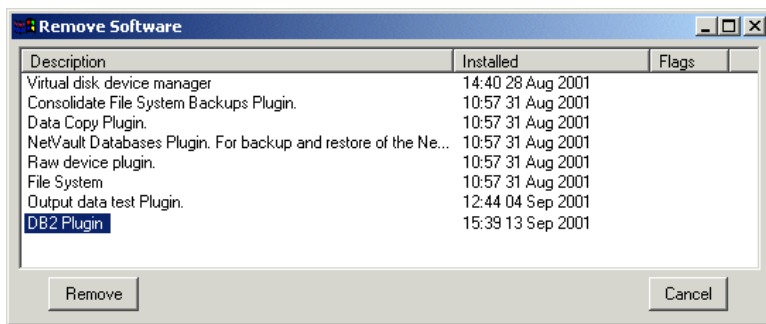 Remove Software
Description Installed Flags
Virtual disk device manager 14:40 28 Aug 2001
Consolidate File System Backups Plugin. 10:57 31 Aug 2001
Data Copy Plugin. 10:57 31 Aug 2001
NetVault Databases Plugin. For backup and restore of the Ne... 10:57 31 Aug 2001
Raw device plugin. 10:57 31 Aug 2001
File System 10:57 31 Aug 2001
Output data test Plugin. 12:44 04 Sep 2001
DB2 Plugin 15:39 13 Sep 2001
Remove Cancel